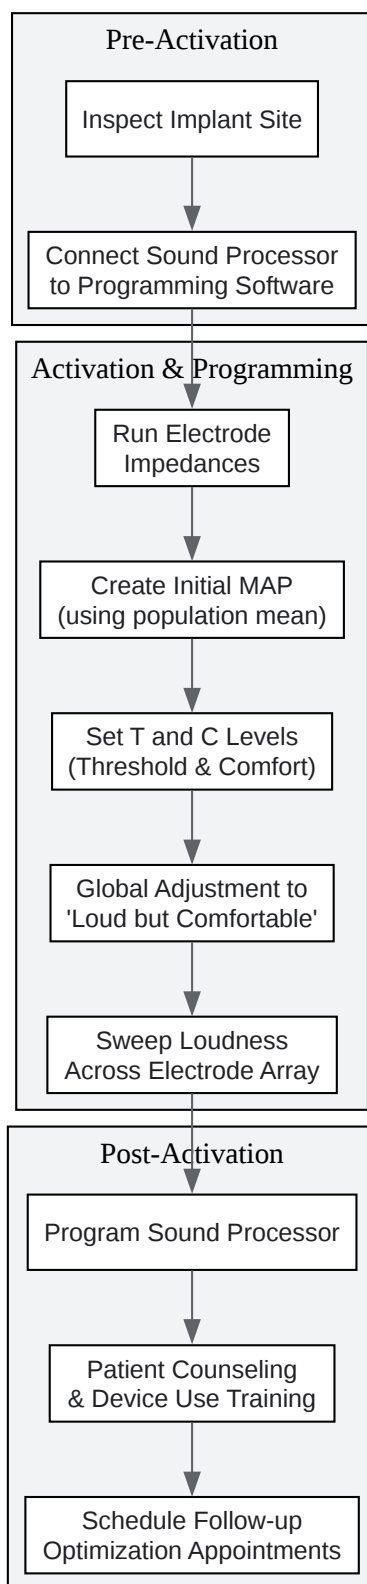 Pre-Activation
Inspect Implant Site
Connect Sound Processor
to Programming Software
Activation & Programming
Run Electrode
Impedances
Create Initial MAP
(using population mean)
Set T and C Levels
(Threshold & Comfort)
Global Adjustment to
'Loud but Comfortable'
Sweep Loudness
Across Electrode Array
Post-Activation
Program Sound Processor
Patient Counseling
& Device Use Training
Schedule Follow-up
Optimization Appointments